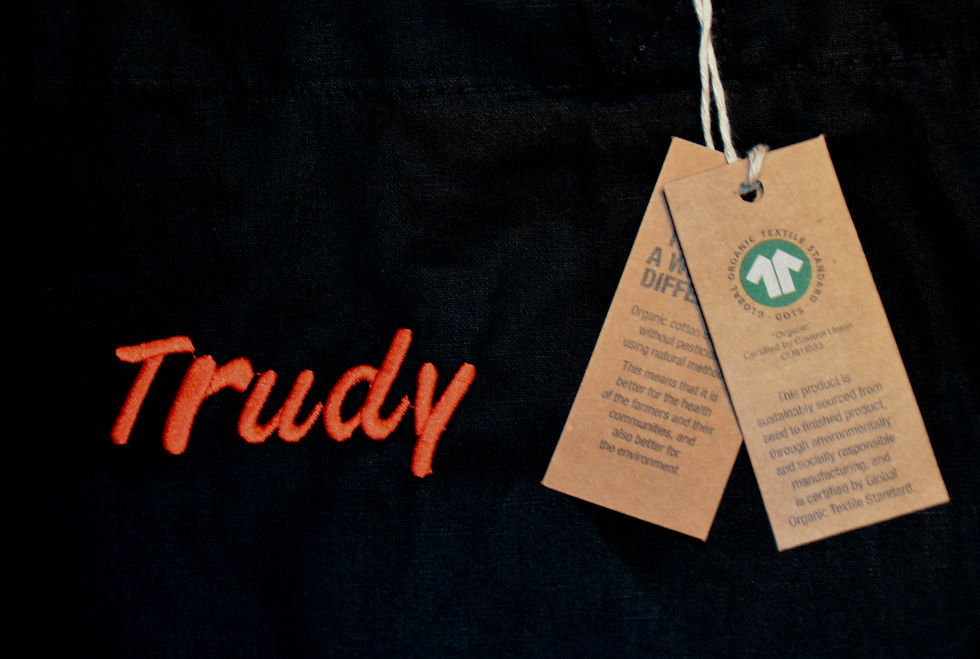 Trudy
A W
DIFFE
Organic cotton
without pesticid
using natural metho
This means that it is
better for the health
of the farmers and their
communities, and
also better for
the environment.
GLOBAL ORGANIC TEXTILE STANDARD
· GOTS ·
"Organic"
Certified by Control Union
CU811033
This product is
sustainably sourced from
seed to finished product,
through environmentally
and socially responsible
manufacturing, and
is certified by Global
Organic Textile Standard.